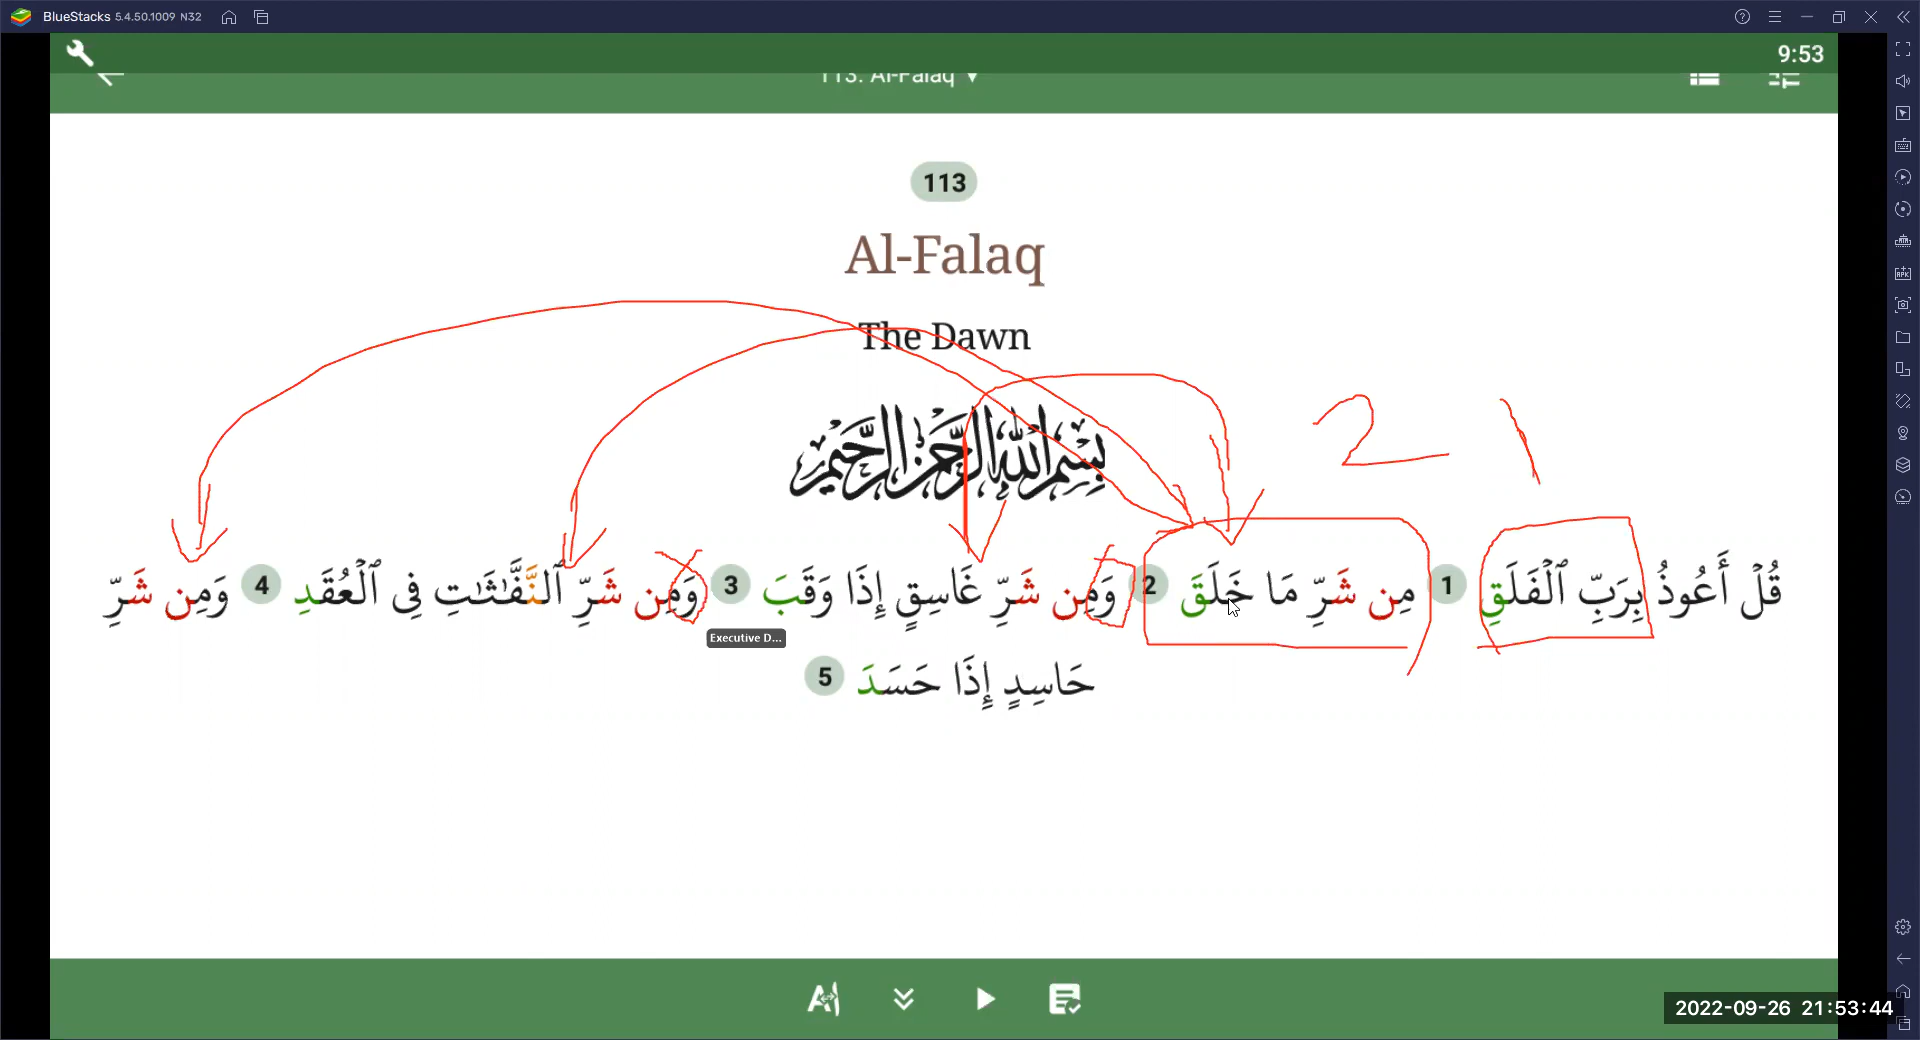 BlueStacks 5.4.50.1009 N32
9:53
113. Al-Falaq
113
Al-Falaq
The Dawn
بِسْمِ ٱللَّهِ ٱلرَّحْمَٰنِ ٱلرَّحِيمِ
2 1
قُلْ أَعُوذُ بِرَبِّ ٱلْفَلَقِ 1 مِن شَرِّ مَا خَلَقَ 2 وَمِن شَرِّ غَاسِقٍ إِذَا وَقَبَ 3 وَمِن شَرِّ ٱلنَّفَّٰثَٰتِ فِى ٱلْعُقَدِ 4 وَمِن شَرِّ
Executive D...
حَاسِدٍ إِذَا حَسَدَ 5
2022-09-26 21:53:44